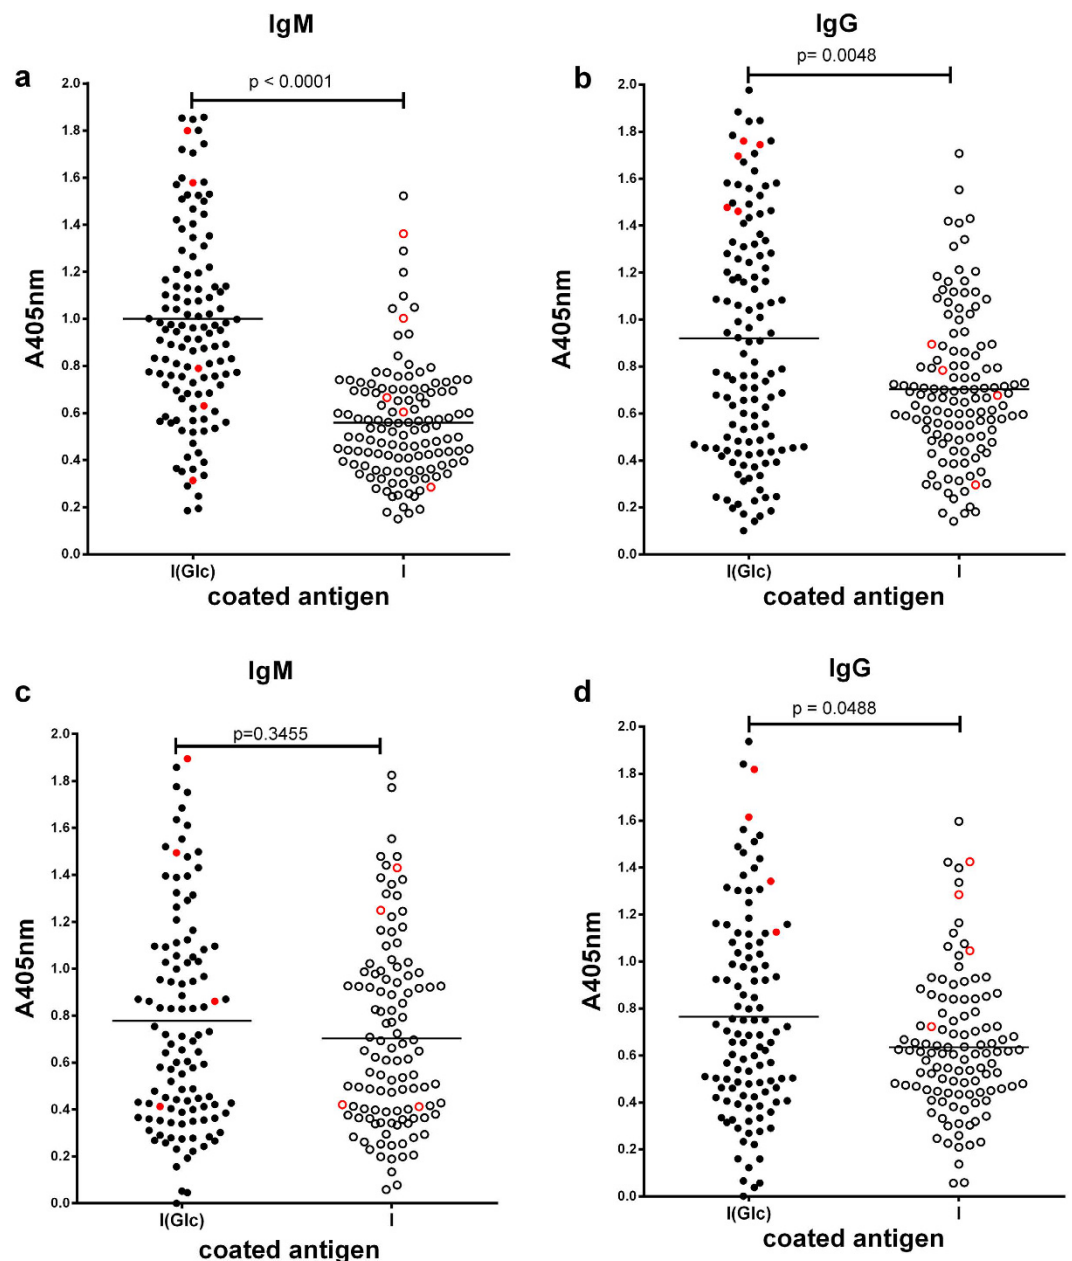 IgM
a
p < 0.0001
2.0
1.8
1.6
1.4
1.2
1.0
0.8
0.6
0.4
0.2
0.0
A405nm
I(Glc)
I
coated antigen
IgG
b
p= 0.0048
2.0
1.8
1.6
1.4
1.2
1.0
0.8
0.6
0.4
0.2
0.0
A405nm
I(Glc)
I
coated antigen
IgM
c
p=0.3455
2.0
1.8
1.6
1.4
1.2
1.0
0.8
0.6
0.4
0.2
0.0
A405nm
I(Glc)
I
coated antigen
IgG
d
p = 0.0488
2.0
1.8
1.6
1.4
1.2
1.0
0.8
0.6
0.4
0.2
0.0
A405nm
I(Glc)
I
coated antigen